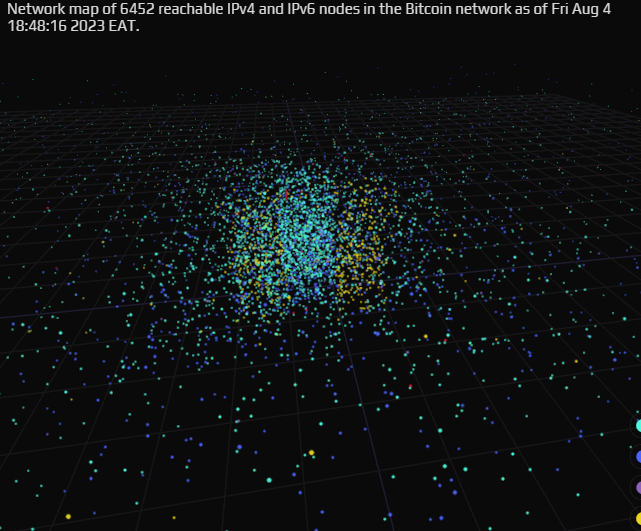 Network map of 6452 reachable IPv4 and IPv6 nodes in the Bitcoin network as of Fri Aug 4
18:48:16 2023 EAT.